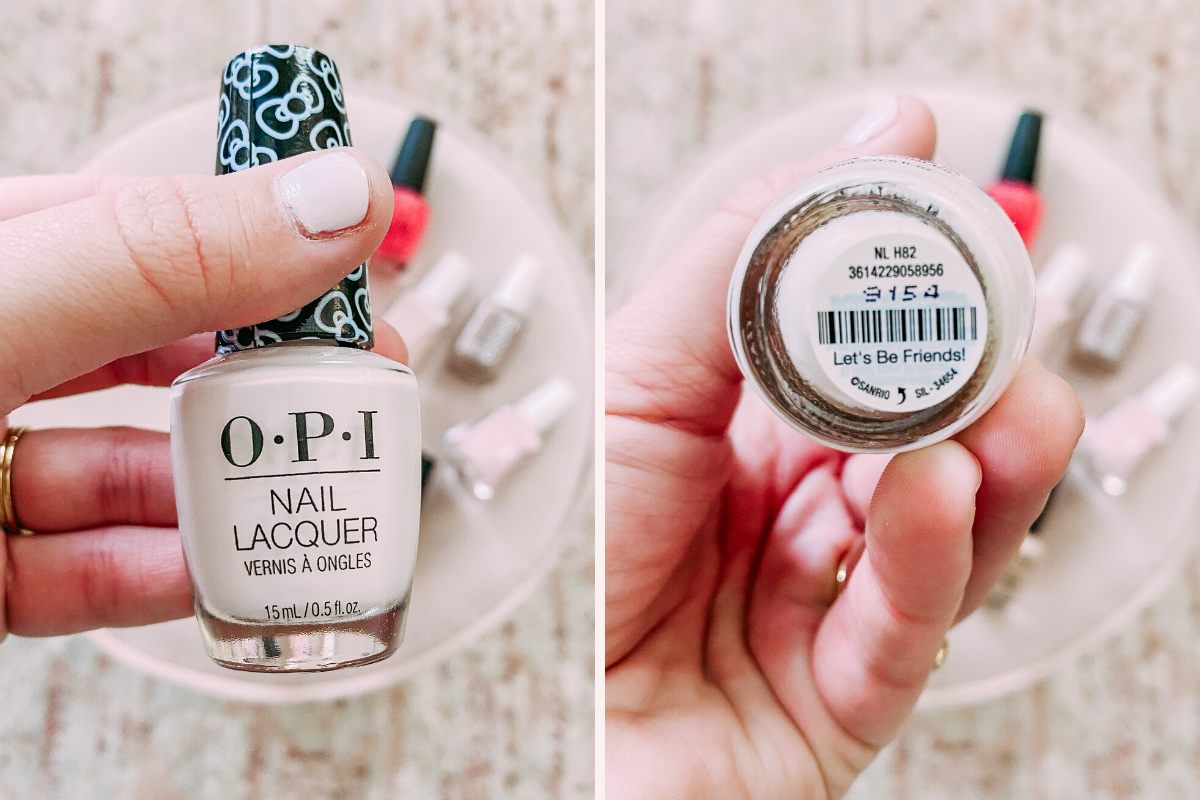 O·P·I
NAIL
LACQUER
VERNIS À ONGLES
15 mL / 0.5 fl.oz.
NL H82
3614229058956
9154
Let's Be Friends!
©SANRIO SIL - 34654